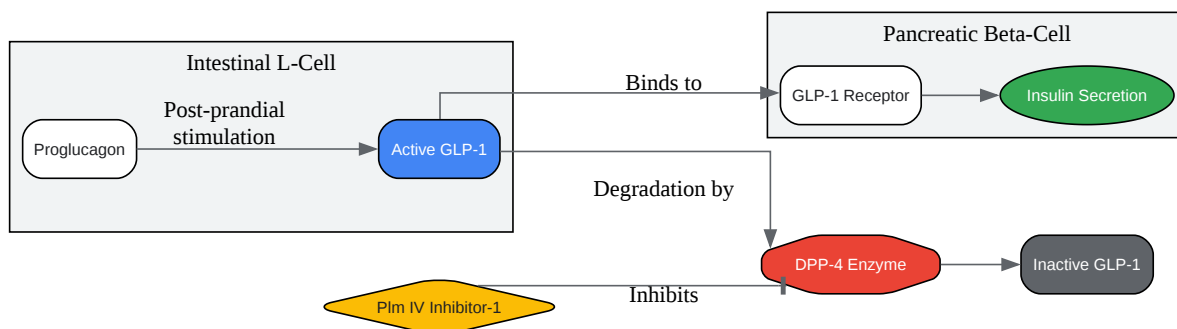 Intestinal L-Cell
Pancreatic Beta-Cell
Post-prandial
stimulation
Proglucagon
Active GLP-1
Binds to
GLP-1 Receptor
Insulin Secretion
Degradation by
DPP-4 Enzyme
Inactive GLP-1
Plm IV Inhibitor-1
Inhibits